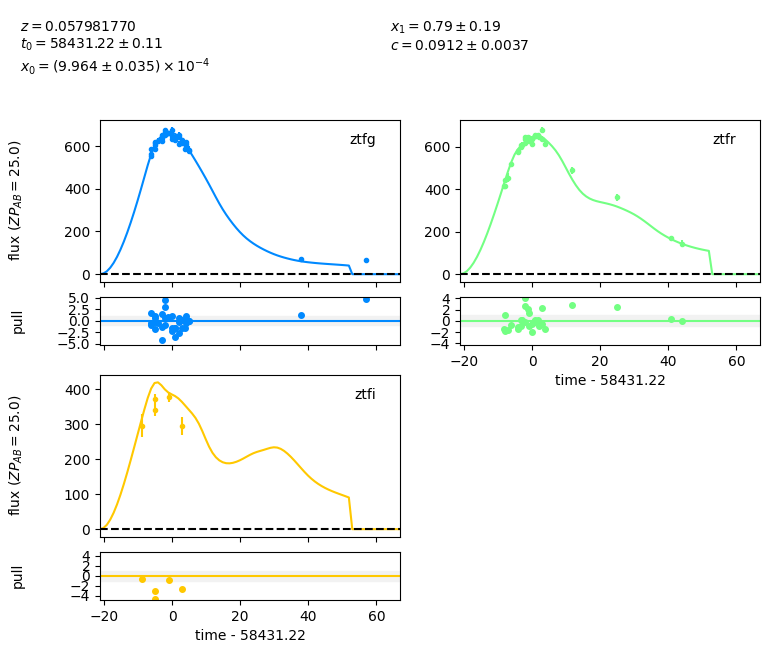 z = 0.057981770
t₀ = 58431.22 ± 0.11
x₀ = (9.964 ± 0.035) × 10⁻⁴
x₁ = 0.79 ± 0.19
c = 0.0912 ± 0.0037
flux (ZP_AB = 25.0)
600
400
200
0
ztfg
600
400
200
0
ztfr
pull
5.0
2.5
0.0
−2.5
−5.0
4
2
0
−2
−4
−20
0
20
40
60
time - 58431.22
flux (ZP_AB = 25.0)
400
300
200
100
0
ztfi
pull
4
2
0
−2
−4
−20
0
20
40
60
time - 58431.22